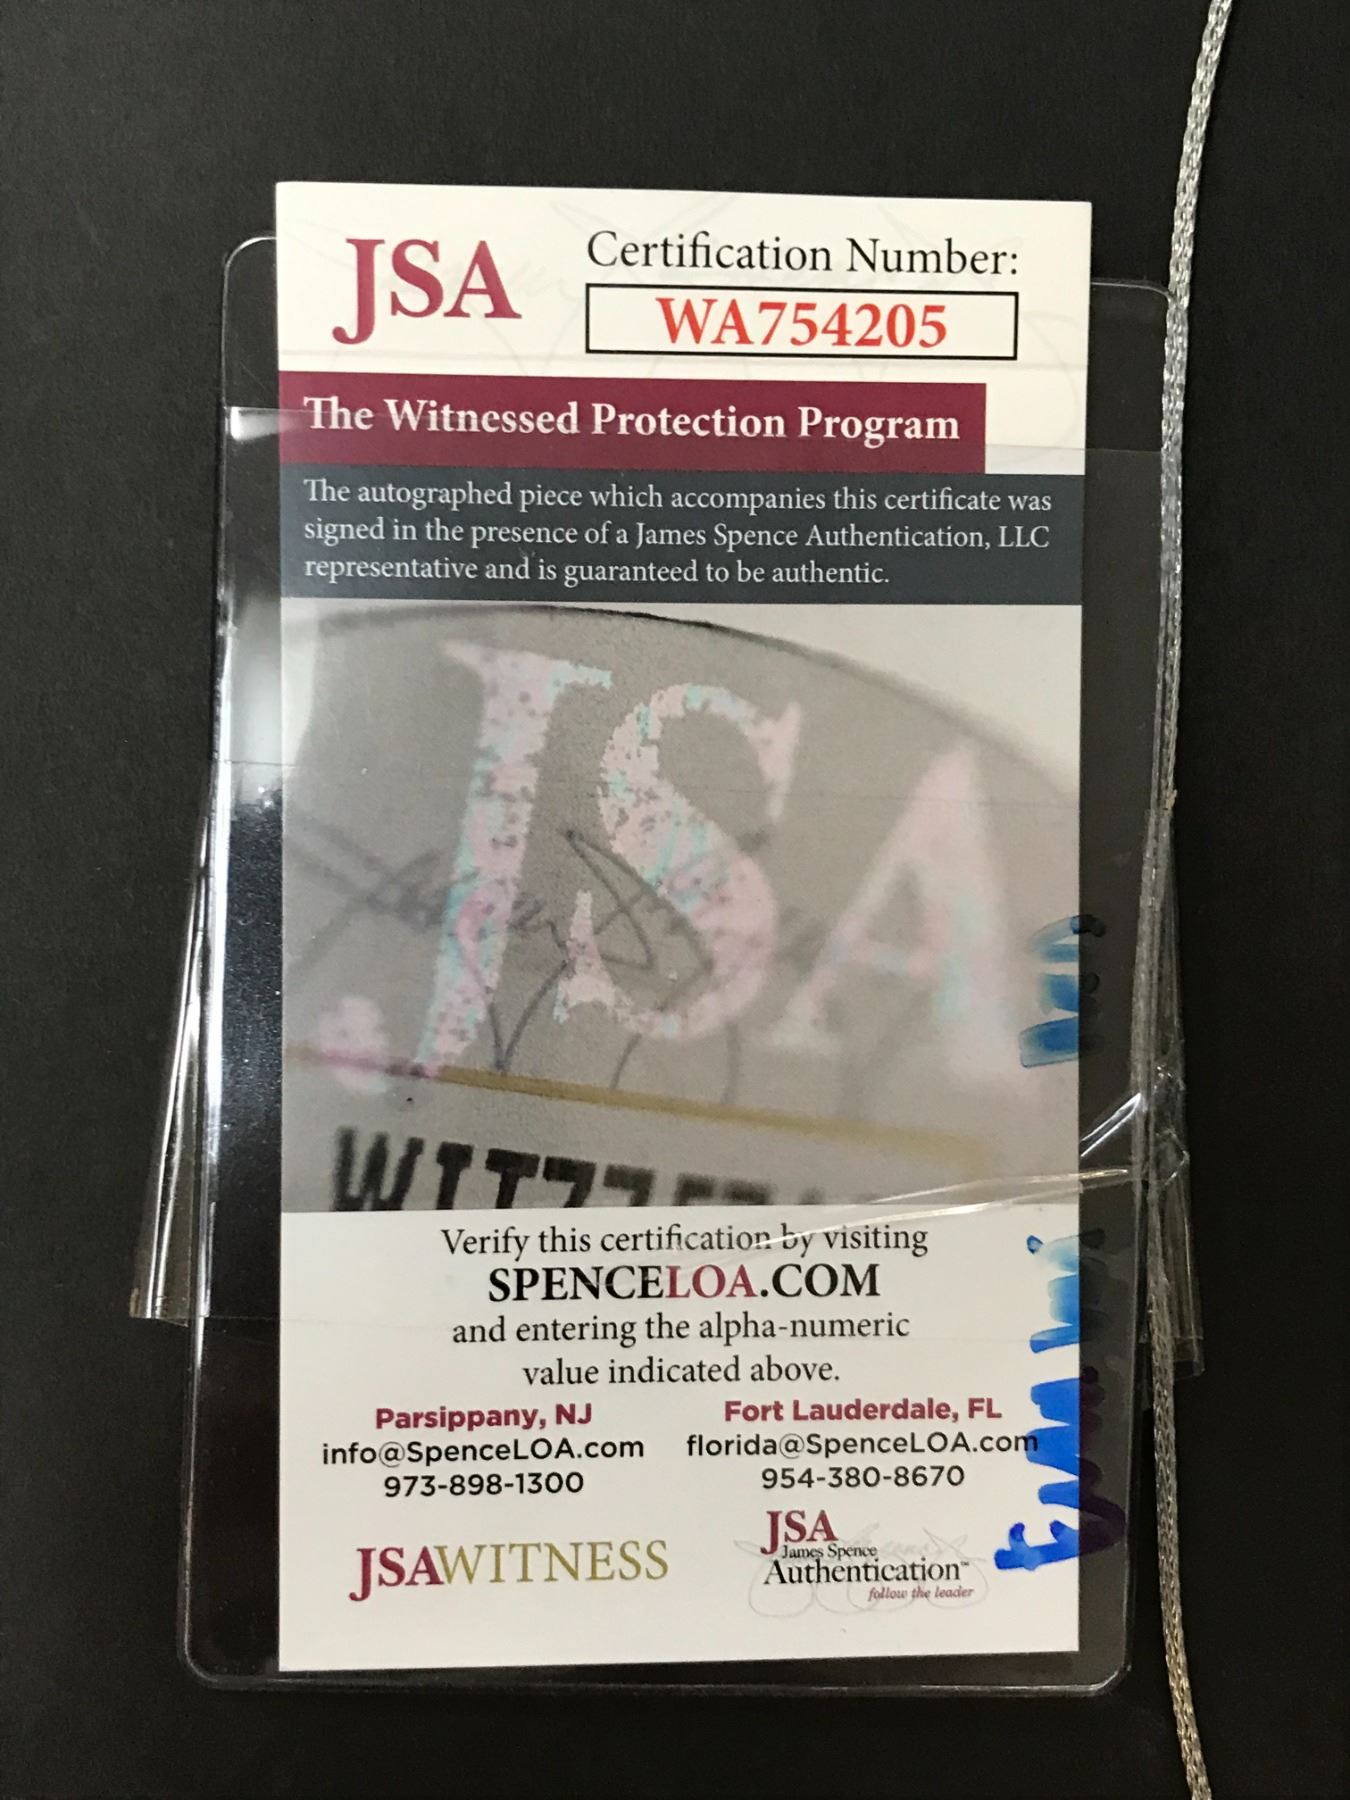 JSA
Certification Number:
WA754205
The Witnessed Protection Program
The autographed piece which accompanies this certificate was
signed in the presence of a James Spence Authentication, LLC
representative and is guaranteed to be authentic.
JSA
Verify this certification by visiting
SPENCELOA.COM
and entering the alpha-numeric
value indicated above.
Parsippany, NJ
info@SpenceLOA.com
973-898-1300
Fort Lauderdale, FL
florida@SpenceLOA.com
954-380-8670
JSAWITNESS
JSA
James Spence
Authentication™
follow the leader